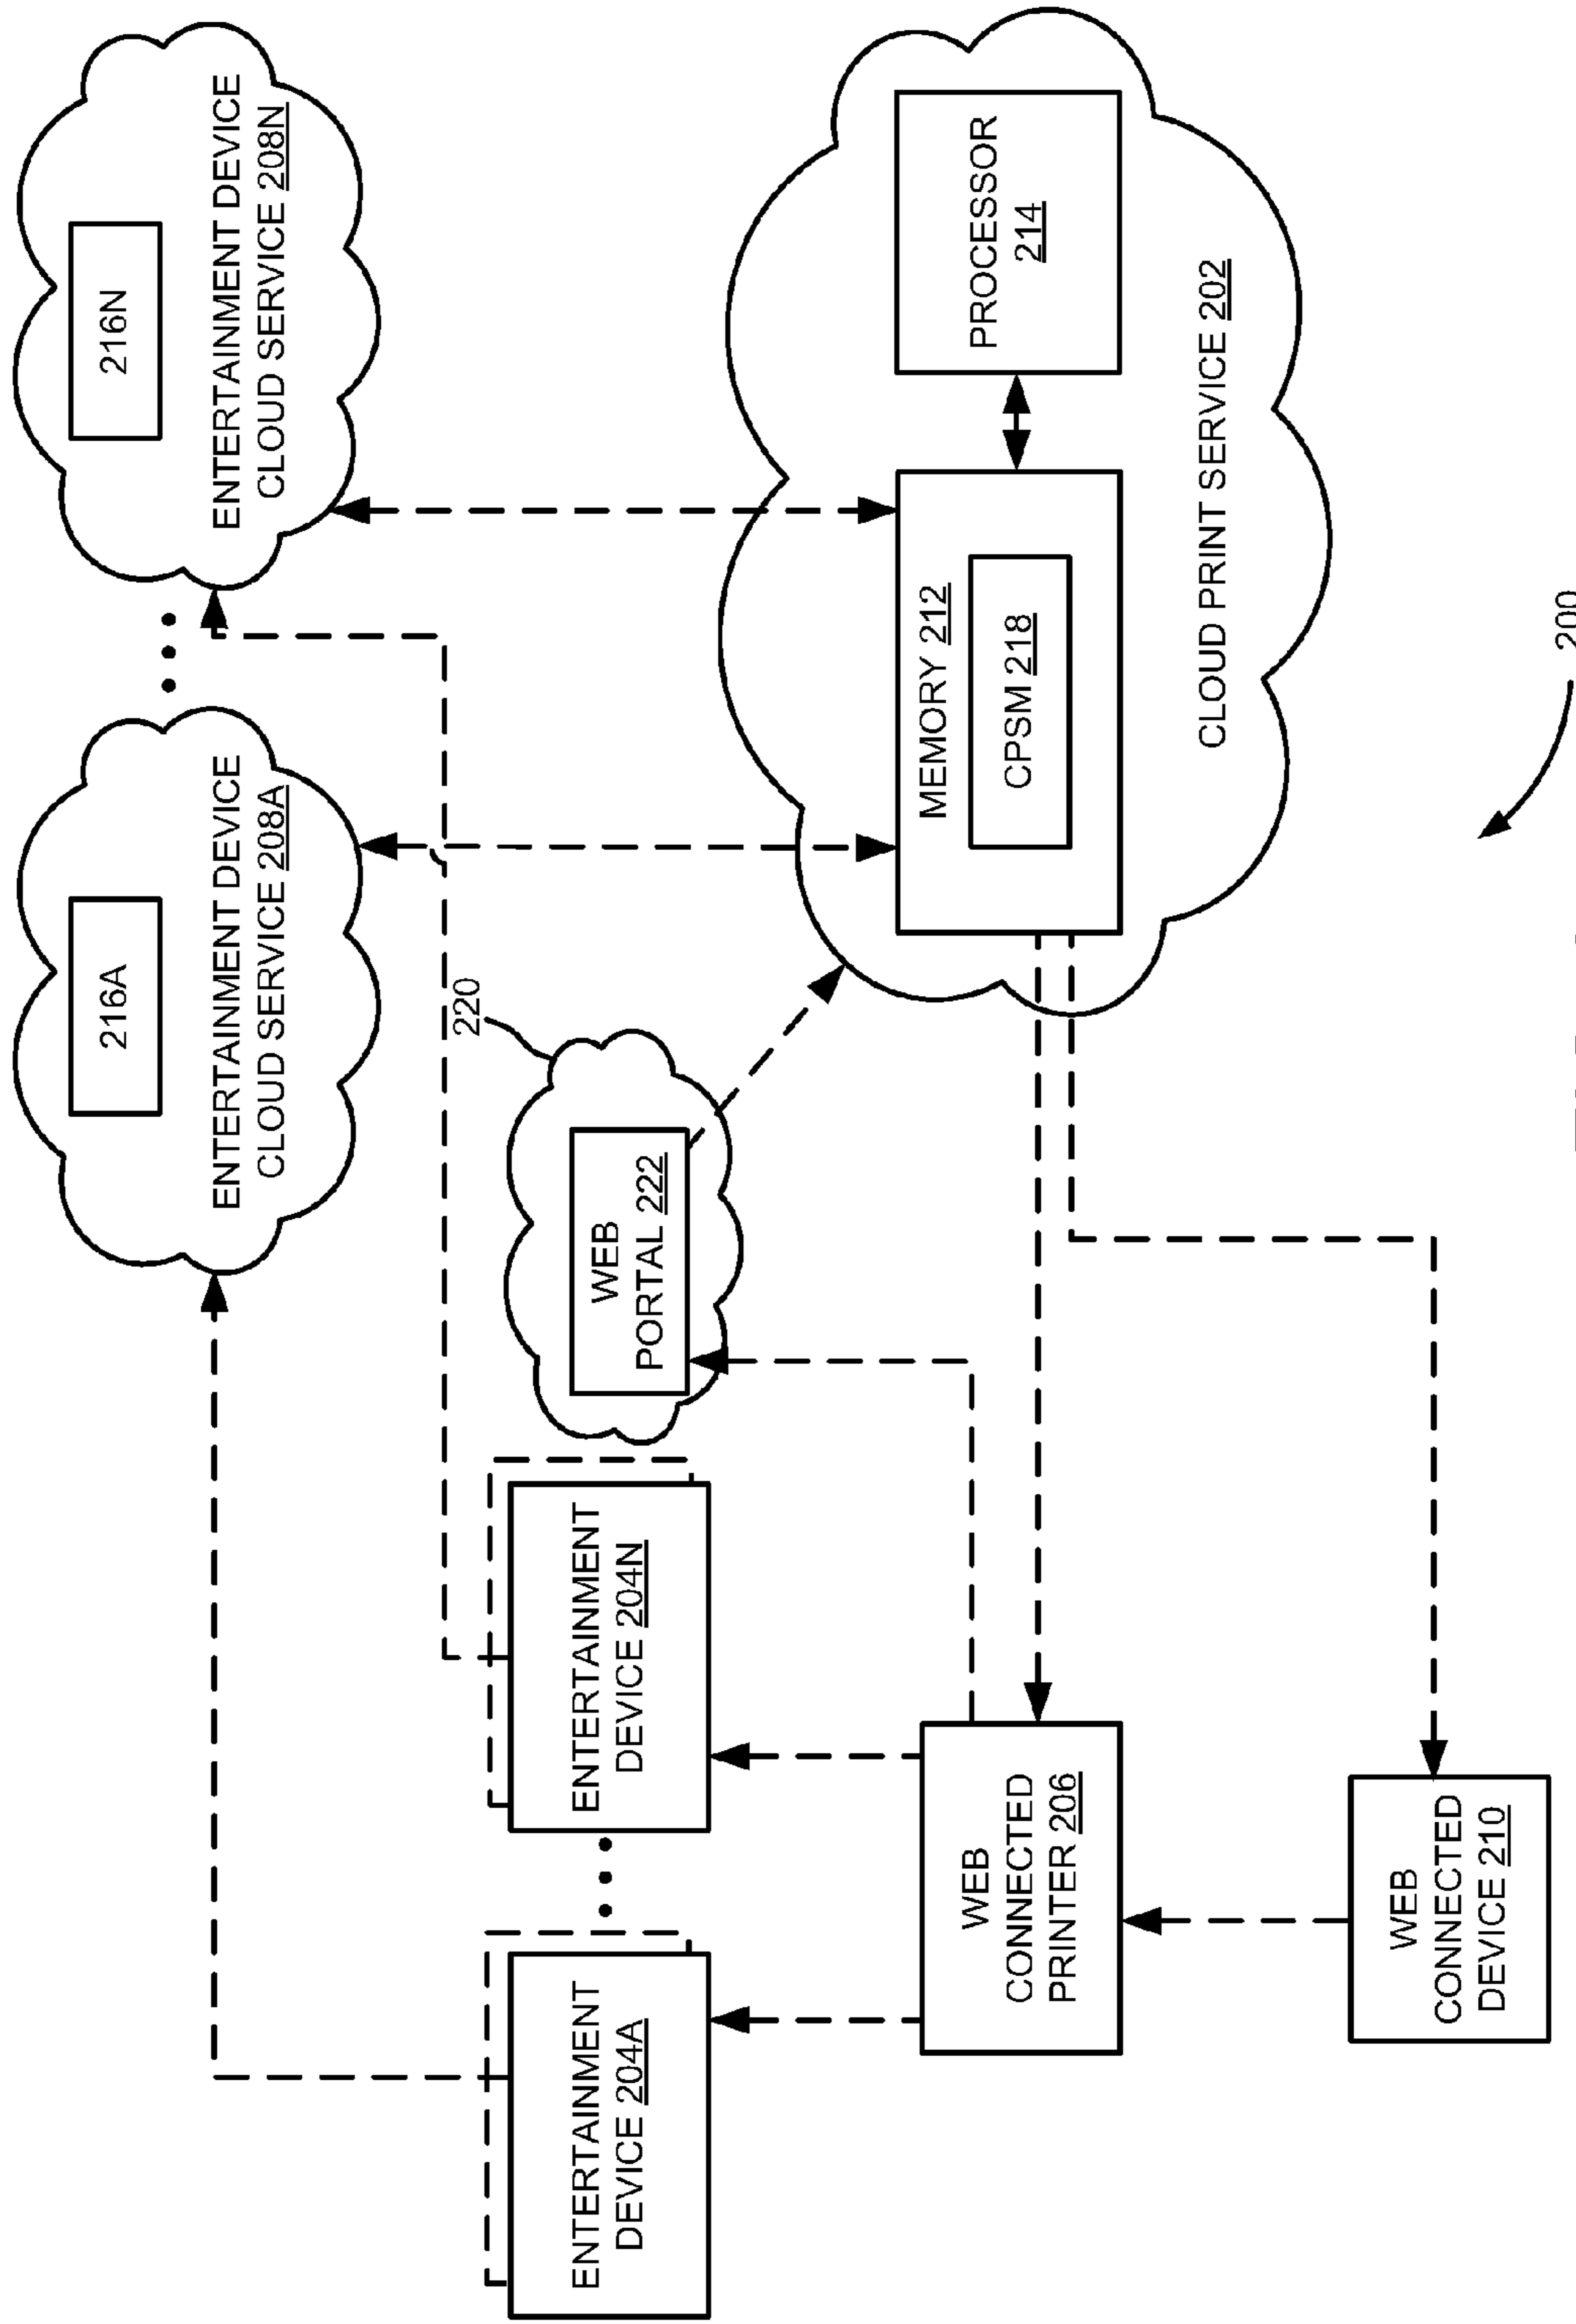 216A
ENTERTAINMENT DEVICE
CLOUD SERVICE 208A
216N
ENTERTAINMENT DEVICE
CLOUD SERVICE 208N
220
WEB
PORTAL 222
ENTERTAINMENT
DEVICE 204A
ENTERTAINMENT
DEVICE 204N
MEMORY 212
CPSM 218
PROCESSOR
214
CLOUD PRINT SERVICE 202
WEB
CONNECTED
PRINTER 206
WEB
CONNECTED
DEVICE 210
200